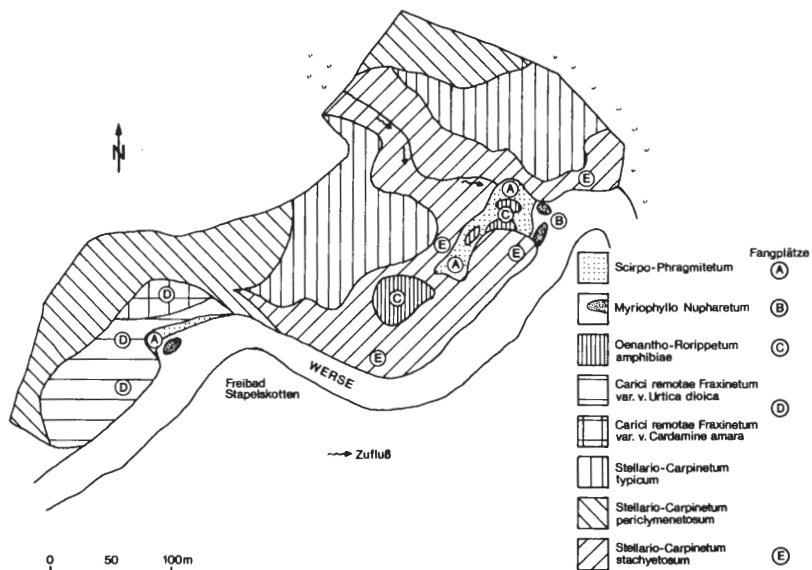 N
E
A
C
B
E
E
A
D
C
D
A
E
D
WERSE
Freibad
Stapelskotten
Zufluß
0 50 100m
Fangplätze
Scirpo-Phragmitetum A
Myriophyllo Nupharetum B
Oenantho-Rorippetum
amphibiae C
Carici remotae Fraxinetum
var. v. Urtica dioica
D
Carici remotae Fraxinetum
var. v. Cardamine amara
Stellario-Carpinetum
typicum
Stellario-Carpinetum
periclymenetosum
Stellario-Carpinetum
stachyetosum E